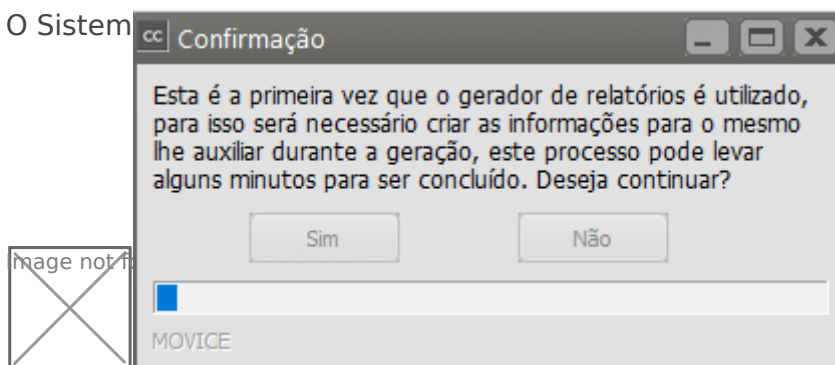 O Sistem
cc Confirmação
Esta é a primeira vez que o gerador de relatórios é utilizado,
para isso será necessário criar as informações para o mesmo
lhe auxiliar durante a geração, este processo pode levar
alguns minutos para ser concluído. Deseja continuar?
Sim Não
Image not f
MOVICE